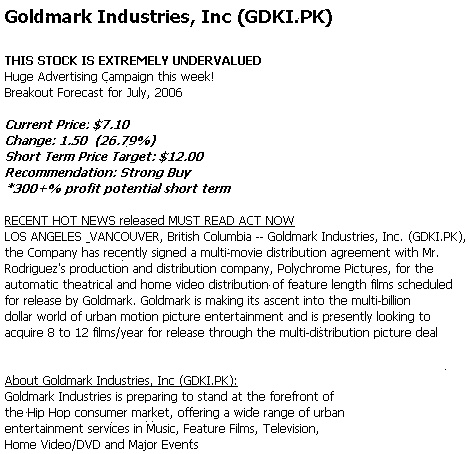 Goldmark Industries, Inc (GDKI.PK)
THIS STOCK IS EXTREMELY UNDERVALUED
Huge Advertising Campaign this week!
Breakout Forecast for July, 2006
Current Price: $7.10
Change: 1.50 (26.79%)
Short Term Price Target: $12.00
Recommendation: Strong Buy
*300+% profit potential short term
RECENT HOT NEWS released MUST READ ACT NOW
LOS ANGELES _VANCOUVER, British Columbia -- Goldmark Industries, Inc. (GDKI.PK),
the Company has recently signed a multi-movie distribution agreement with Mr.
Rodriguez's production and distribution company, Polychrome Pictures, for the
automatic theatrical and home video distribution of feature length films scheduled
for release by Goldmark. Goldmark is making its ascent into the multi-billion
dollar world of urban motion picture entertainment and is presently looking to
acquire 8 to 12 films/year for release through the multi-distribution picture deal
About Goldmark Industries, Inc (GDKI.PK):
Goldmark Industries is preparing to stand at the forefront of
the Hip Hop consumer market, offering a wide range of urban
entertainment services in Music, Feature Films, Television,
Home Video/DVD and Major Events